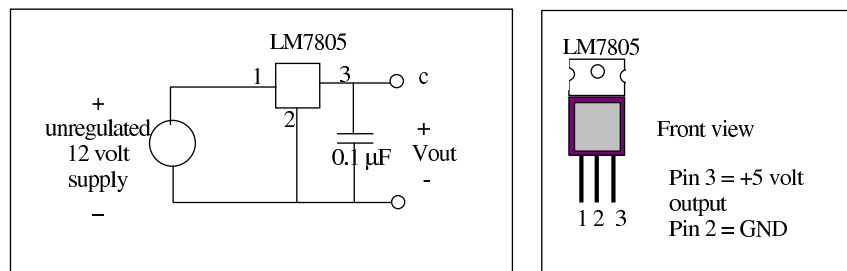 LM7805
1
3
c
2
+
unregulated
12 volt
supply
–
0.1 µF
+
Vout
-
LM7805
Front view
1 2 3
Pin 3 = +5 volt
output
Pin 2 = GND